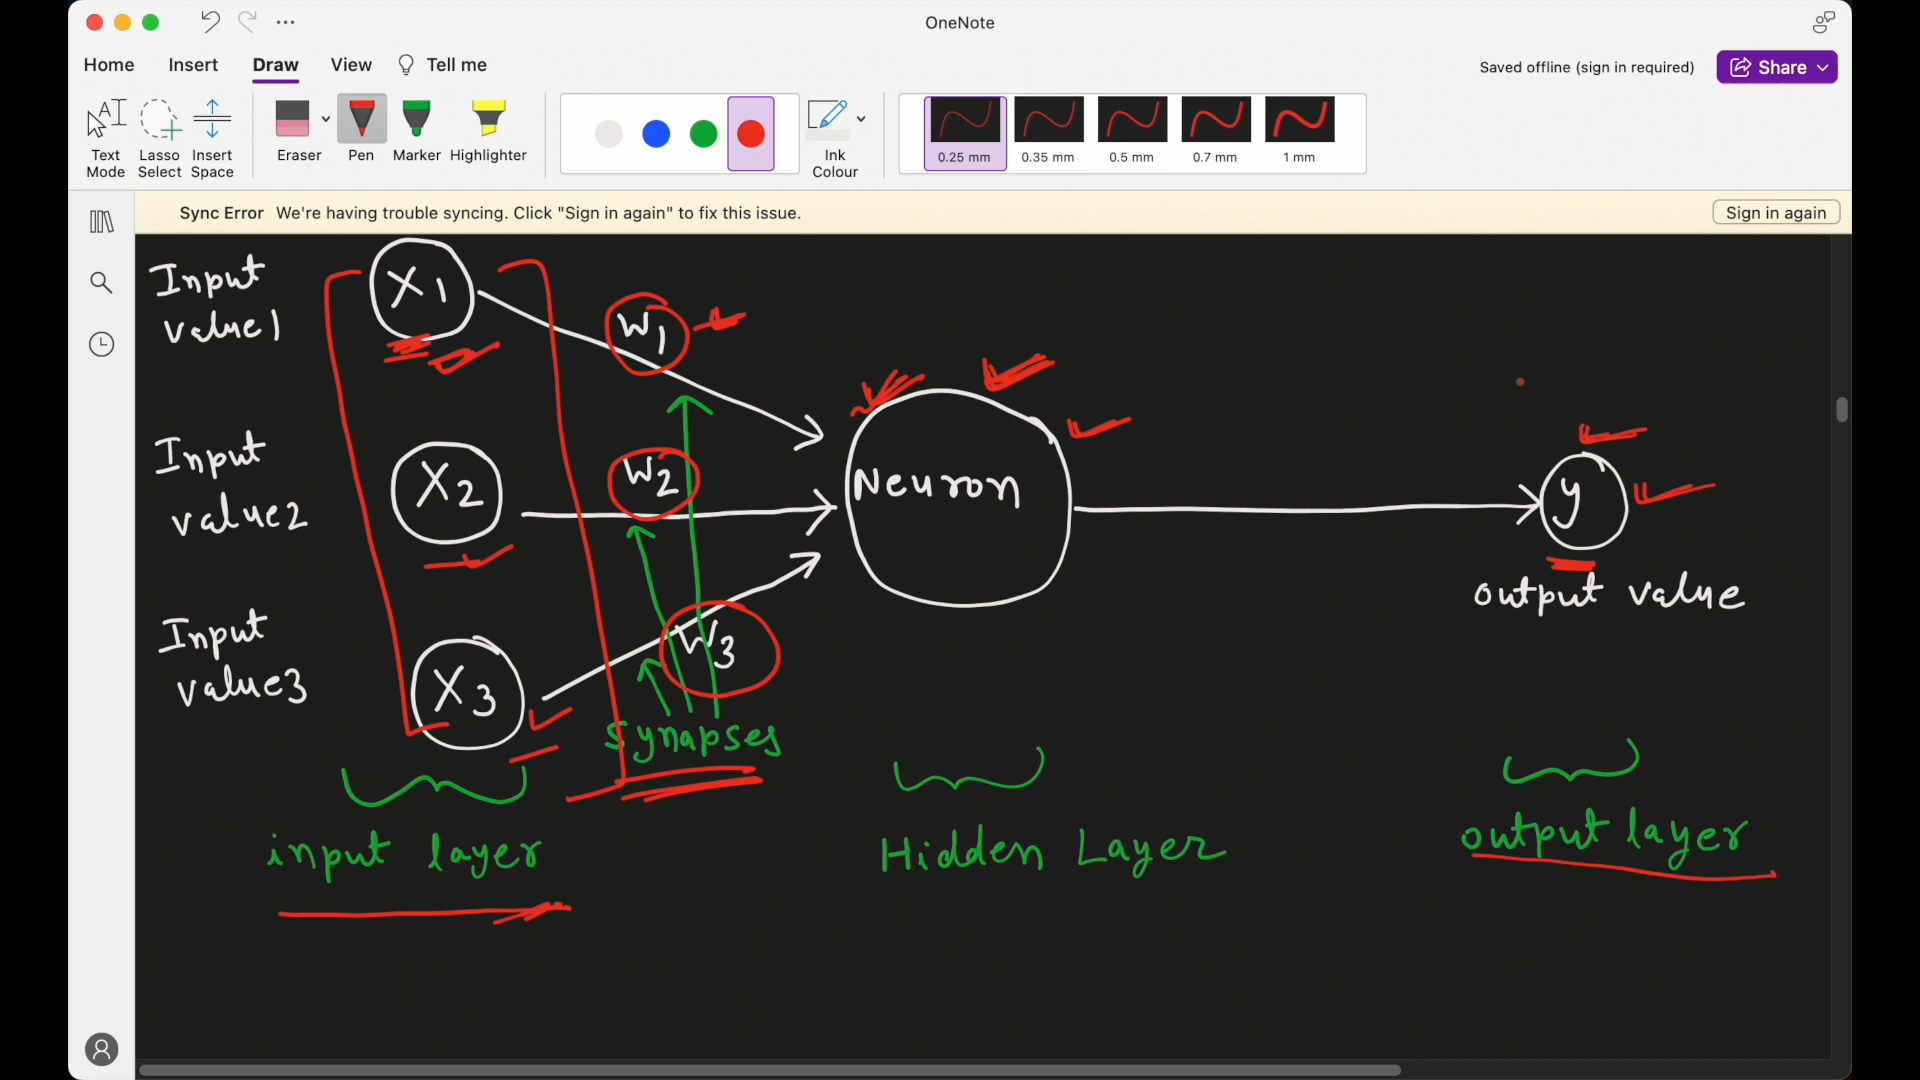 OneNote
Home Insert Draw View Tell me
Saved offline (sign in required)
Share
Text Mode
Lasso Select
Insert Space
Eraser
Pen
Marker
Highlighter
Ink Colour
0.25 mm
0.35 mm
0.5 mm
0.7 mm
1 mm
Sync Error We're having trouble syncing. Click "Sign in again" to fix this issue.
Sign in again
Input
value1
X1
W1
Input
value2
X2
W2
Neuron
y
output value
Input
value3
X3
W3
Synapses
input layer
Hidden Layer
output layer